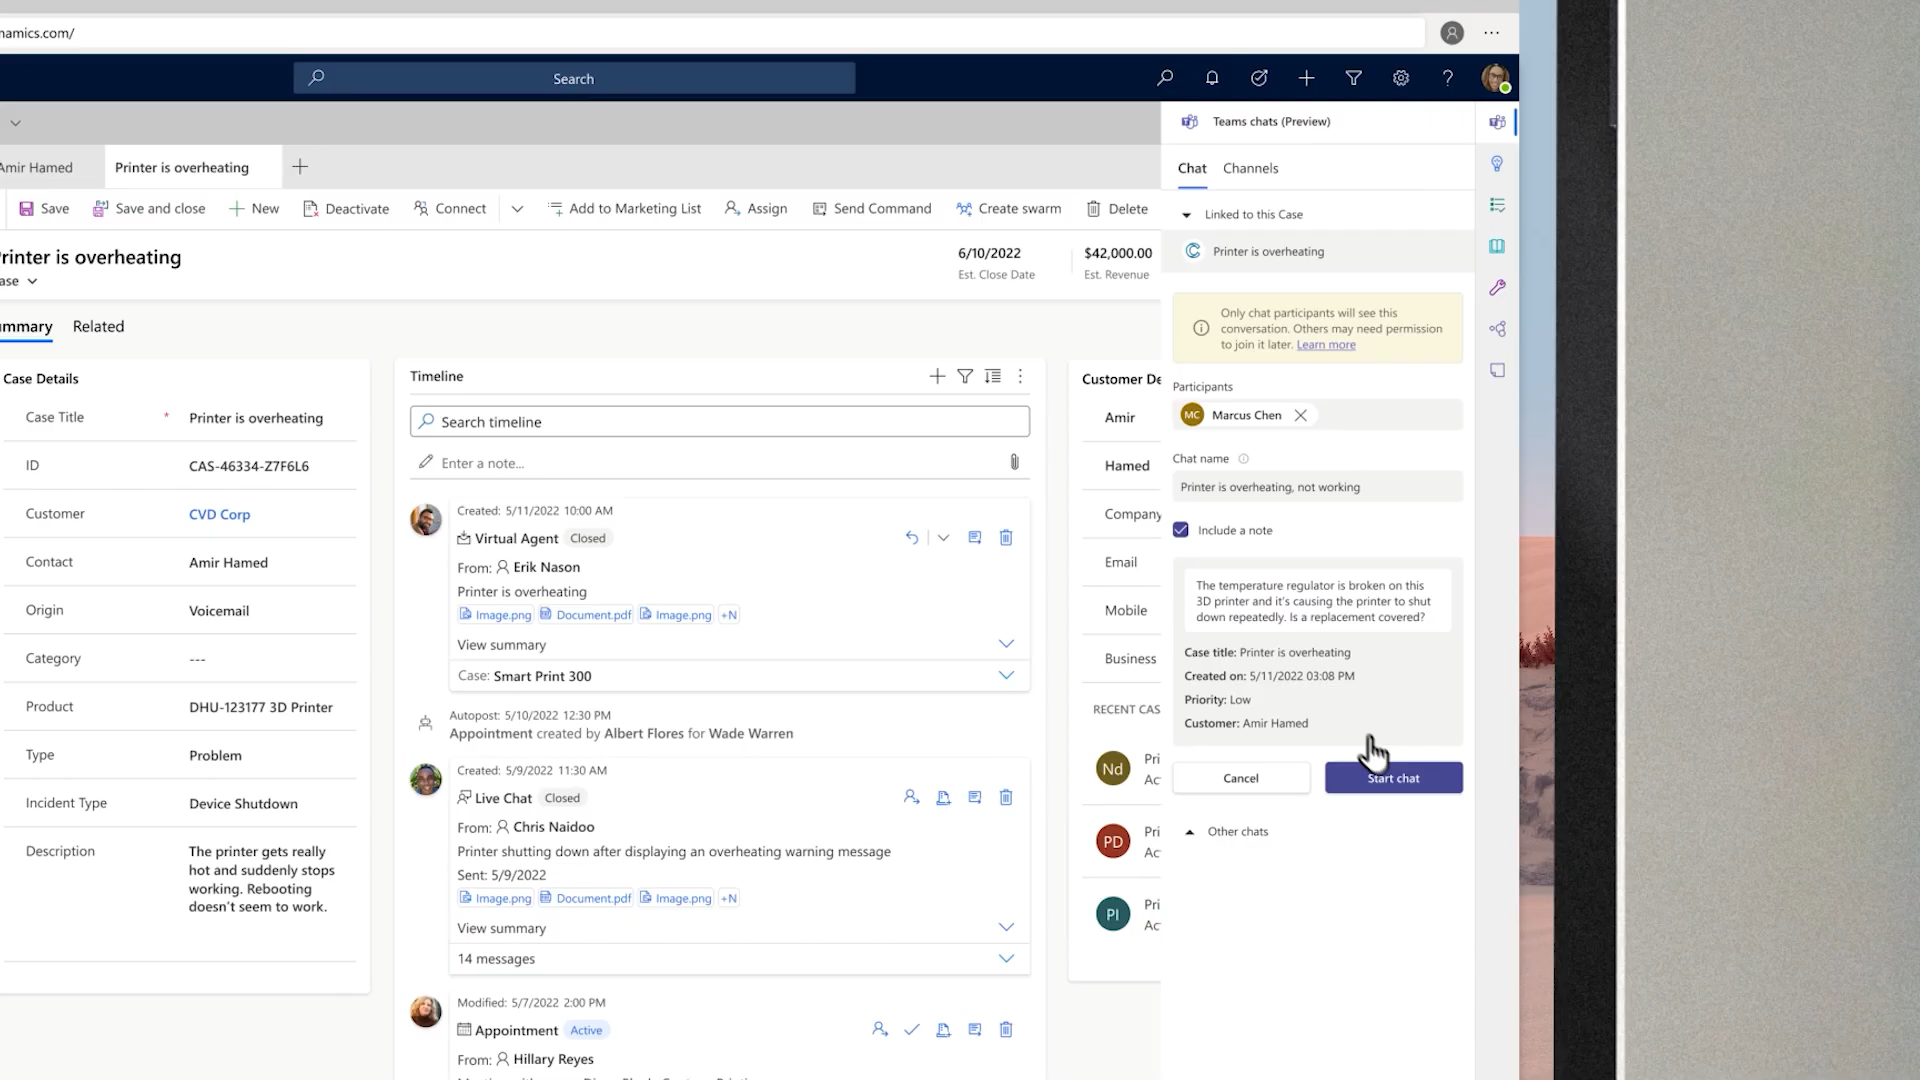 namics.com/
Search
Teams chats (Preview)
Amir Hamed
Printer is overheating
Chat
Channels
Save
Save and close
New
Deactivate
Connect
Add to Marketing List
Assign
Send Command
Create swarm
Delete
Linked to this Case
Printer is overheating
rinter is overheating
ase
6/10/2022
Est. Close Date
$42,000.00
Est. Revenue
ummary
Related
Only chat participants will see this
conversation. Others may need permission
to join it later. Learn more
Participants
MC Marcus Chen
Chat name
Printer is overheating, not working
Include a note
The temperature regulator is broken on this
3D printer and it's causing the printer to shut
down repeatedly. Is a replacement covered?
Case title: Printer is overheating
Created on: 5/11/2022 03:08 PM
Priority: Low
Customer: Amir Hamed
Cancel
Start chat
Other chats
Case Details
Case Title * Printer is overheating
ID CAS-46334-Z7F6L6
Customer CVD Corp
Contact Amir Hamed
Origin Voicemail
Category ---
Product DHU-123177 3D Printer
Type Problem
Incident Type Device Shutdown
Description The printer gets really
hot and suddenly stops
working. Rebooting
doesn't seem to work.
Timeline
Search timeline
Enter a note...
Created: 5/11/2022 10:00 AM
Virtual Agent Closed
From: Erik Nason
Printer is overheating
Image.png Document.pdf Image.png +N
View summary
Case: Smart Print 300
Autopost: 5/10/2022 12:30 PM
Appointment created by Albert Flores for Wade Warren
Created: 5/9/2022 11:30 AM
Live Chat Closed
From: Chris Naidoo
Printer shutting down after displaying an overheating warning message
Sent: 5/9/2022
Image.png Document.pdf Image.png +N
View summary
14 messages
Modified: 5/7/2022 2:00 PM
Appointment Active
From: Hillary Reyes
Customer De
Amir
Hamed
Company
Email
Mobile
Business
RECENT CAS
Nd Pri
Ac
PD Pri
Ac
PI Pri
Ac